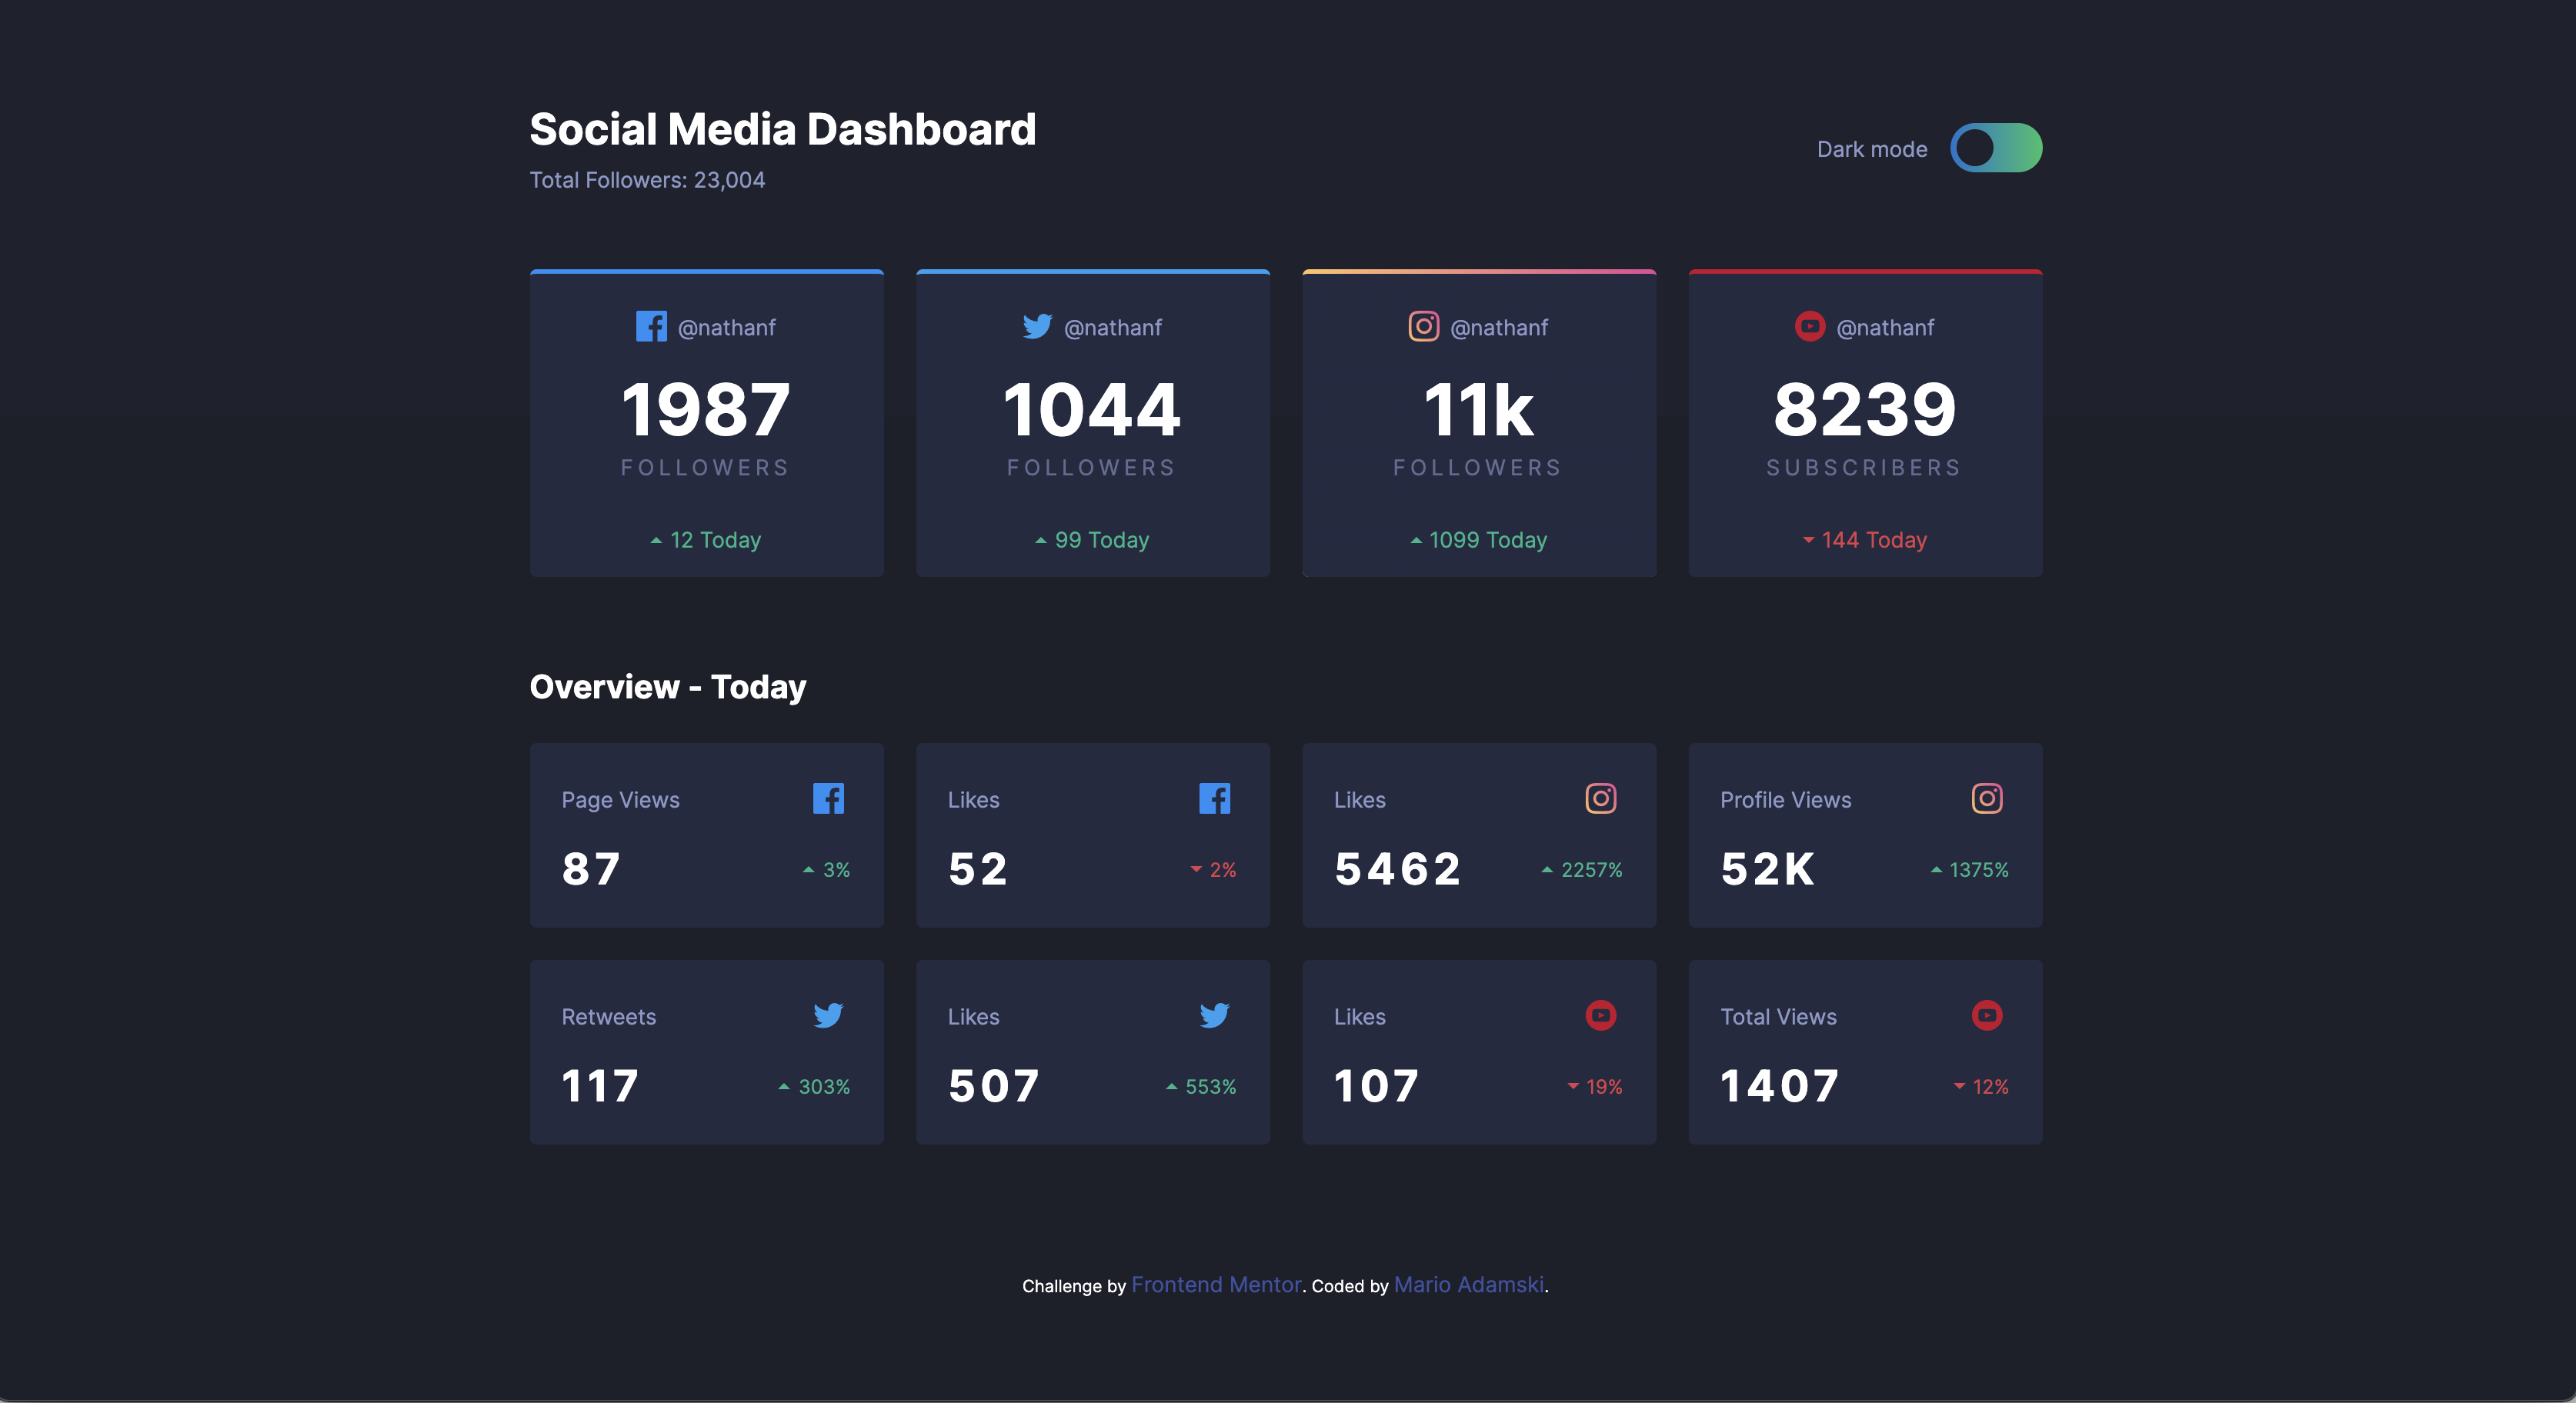 Social Media Dashboard
Total Followers: 23,004
Dark mode
@nathanf
1987
FOLLOWERS
12 Today
@nathanf
1044
FOLLOWERS
99 Today
@nathanf
11k
FOLLOWERS
1099 Today
@nathanf
8239
SUBSCRIBERS
144 Today
Overview - Today
Page Views
87
3%
Likes
52
2%
Likes
5462
2257%
Profile Views
52K
1375%
Retweets
117
303%
Likes
507
553%
Likes
107
19%
Total Views
1407
12%
Challenge by Frontend Mentor. Coded by Mario Adamski.